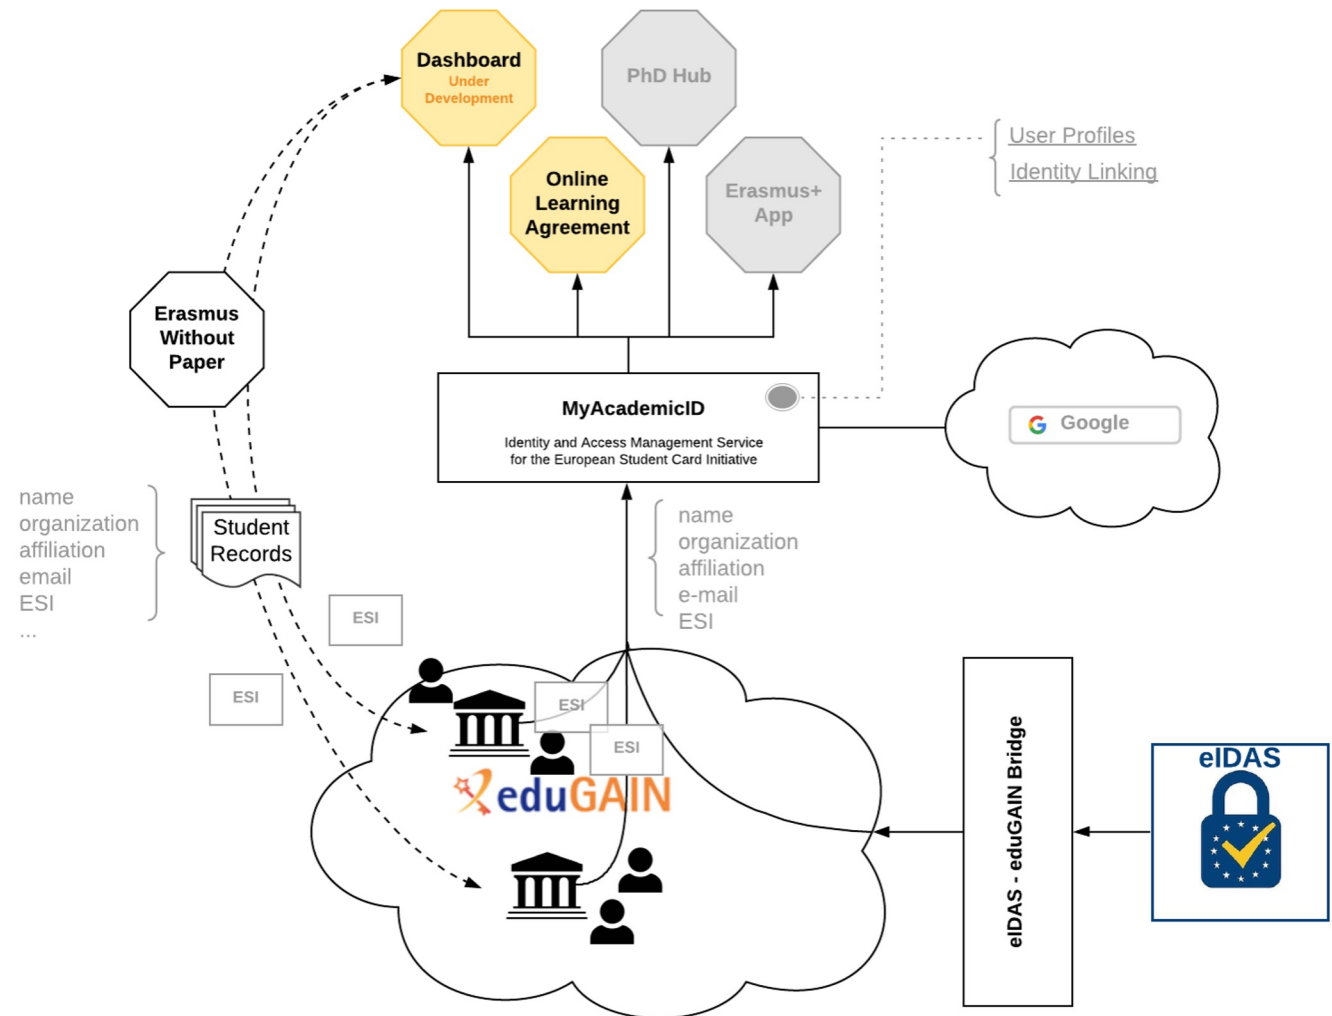 Dashboard
Under
Development
PhD Hub
Online
Learning
Agreement
Erasmus+
App
User Profiles
Identity Linking
Erasmus
Without
Paper
MyAcademicID
Identity and Access Management Service
for the European Student Card Initiative
Google
name
organization
affiliation
email
ESI
...
Student
Records
name
organization
affiliation
e-mail
ESI
ESI
ESI
ESI
ESI
eduGAIN
eIDAS - eduGAIN Bridge
eIDAS